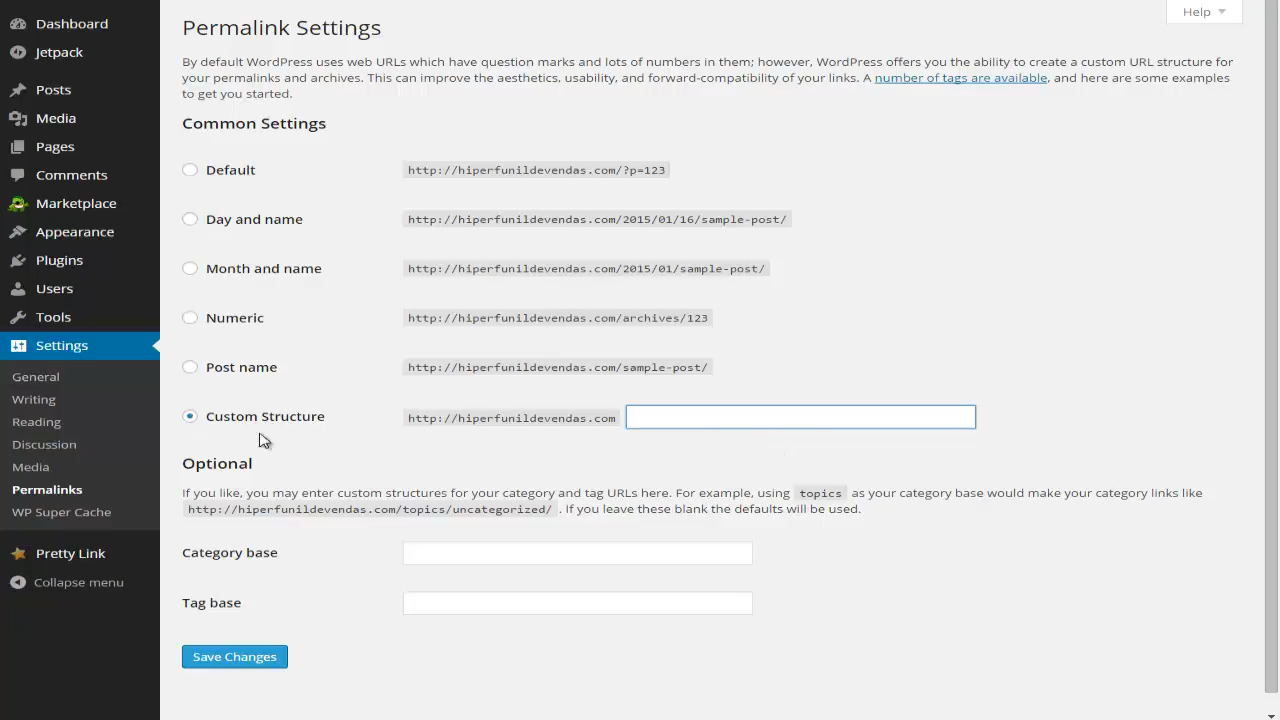 Dashboard
Jetpack
Posts
Media
Pages
Comments
Marketplace
Appearance
Plugins
Users
Tools
Settings
General
Writing
Reading
Discussion
Media
Permalinks
WP Super Cache
Pretty Link
Collapse menu
Help
Permalink Settings
By default WordPress uses web URLs which have question marks and lots of numbers in them; however, WordPress offers you the ability to create a custom URL structure for
your permalinks and archives. This can improve the aesthetics, usability, and forward-compatibility of your links. A number of tags are available, and here are some examples
to get you started.
Common Settings
Default http://hiperfunildevendas.com/?p=123
Day and name http://hiperfunildevendas.com/2015/01/16/sample-post/
Month and name http://hiperfunildevendas.com/2015/01/sample-post/
Numeric http://hiperfunildevendas.com/archives/123
Post name http://hiperfunildevendas.com/sample-post/
Custom Structure http://hiperfunildevendas.com
Optional
If you like, you may enter custom structures for your category and tag URLs here. For example, using topics as your category base would make your category links like
http://hiperfunildevendas.com/topics/uncategorized/ . If you leave these blank the defaults will be used.
Category base
Tag base
Save Changes